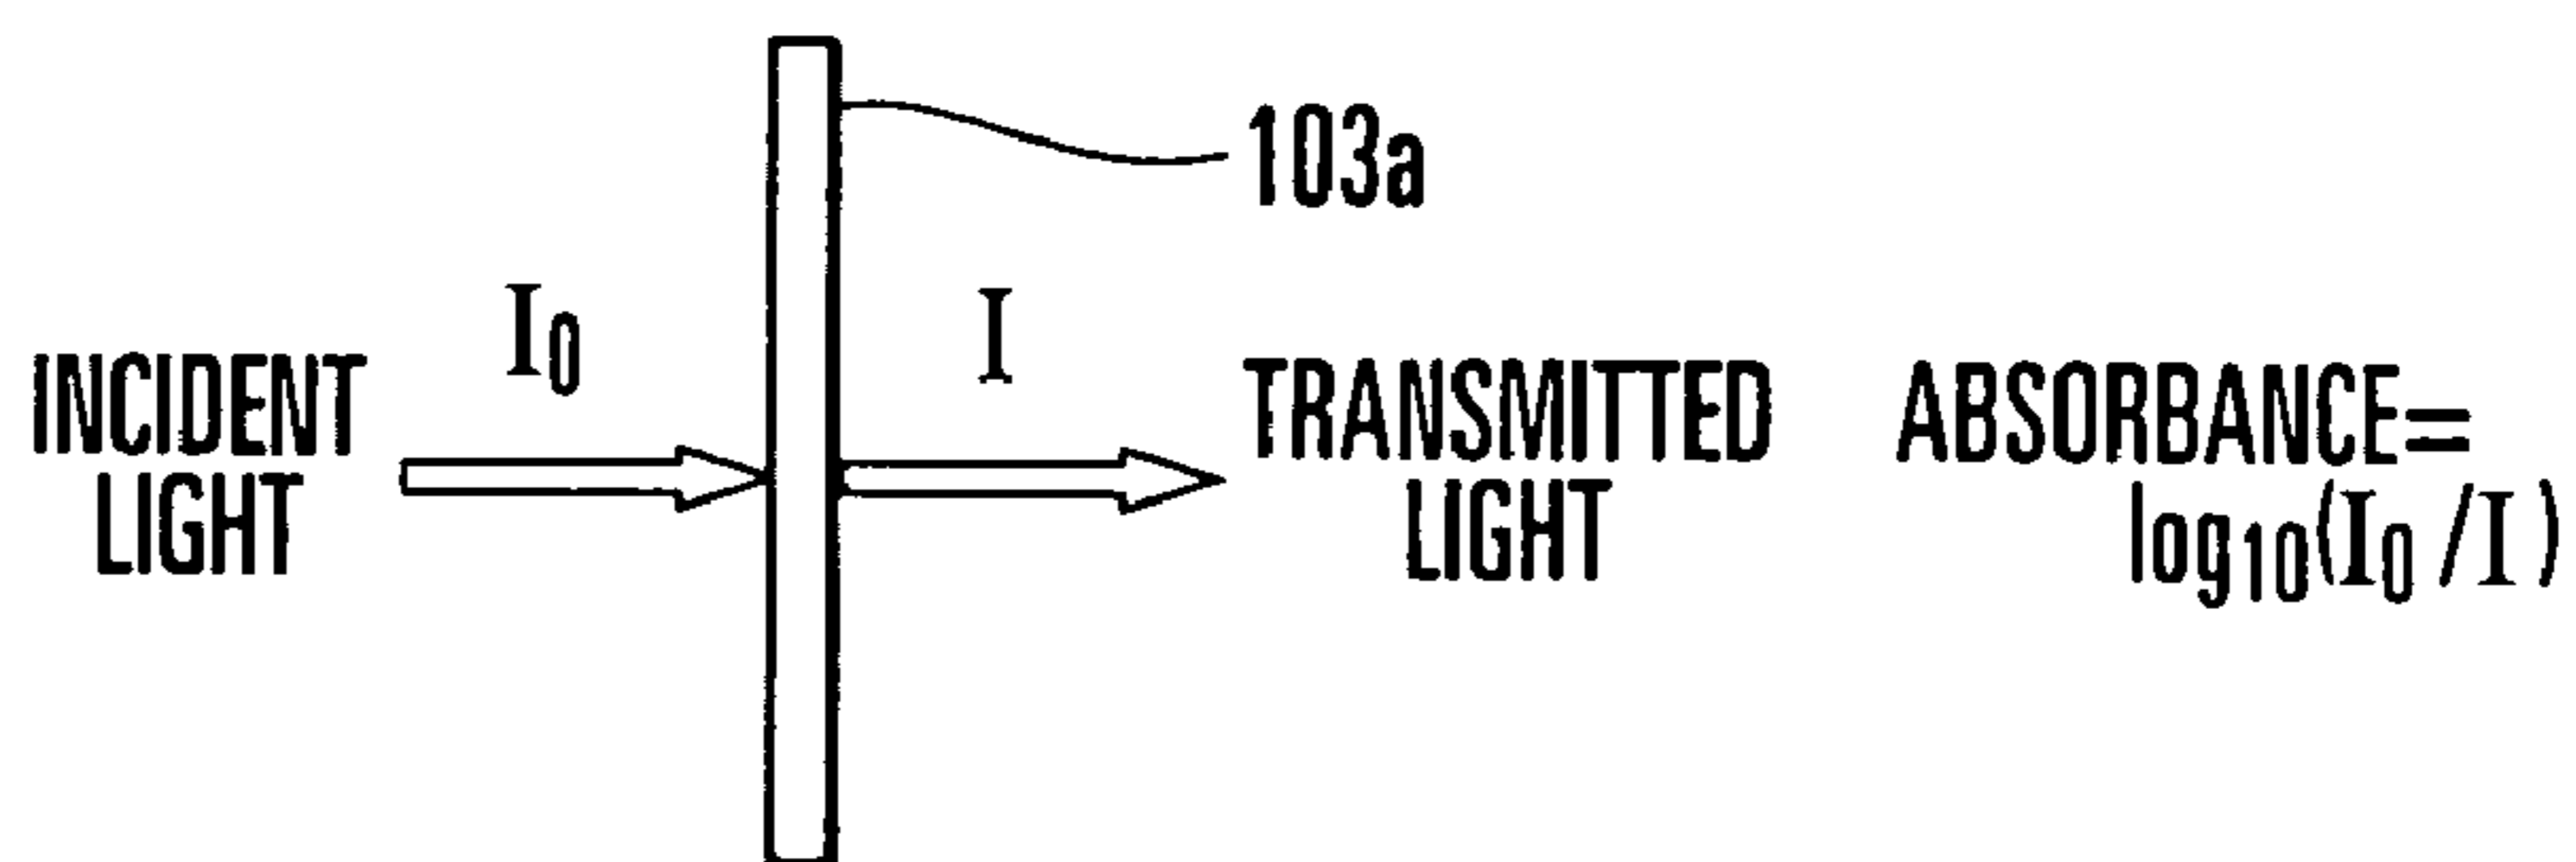 103a
I₀
I
INCIDENT
LIGHT
TRANSMITTED
LIGHT
ABSORBANCE=
log₁₀(I₀/I)